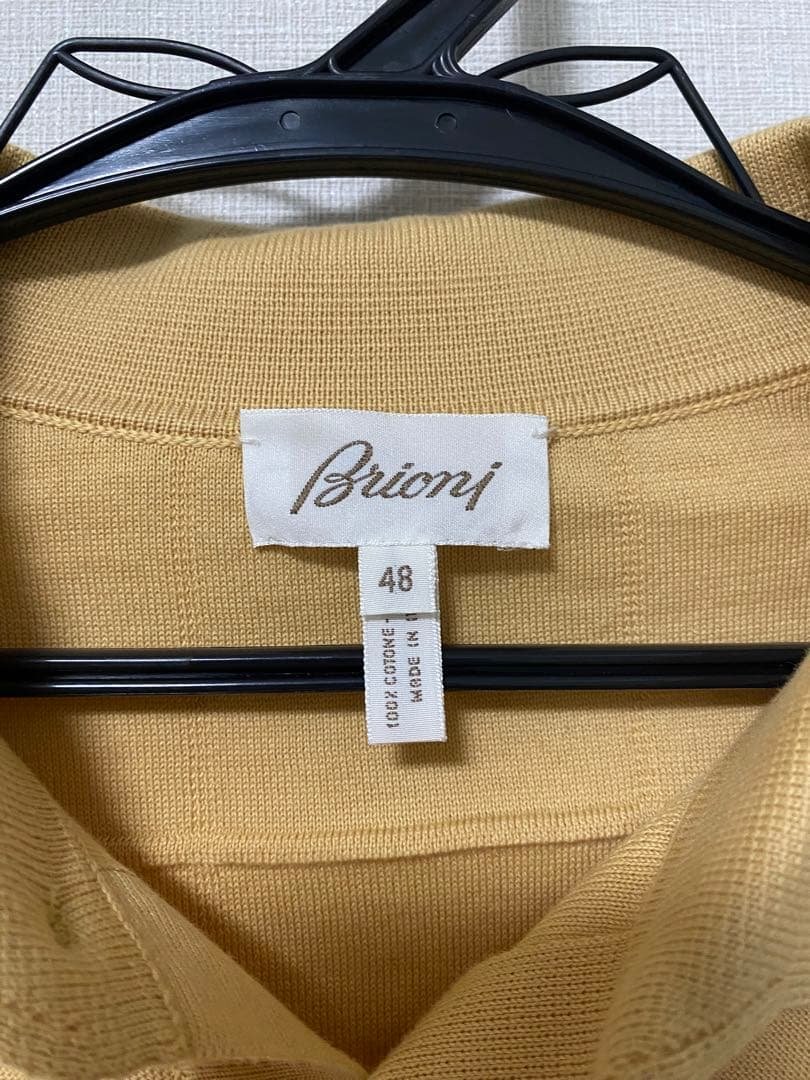 Brioni
48
100% COTONE -
MADE IN